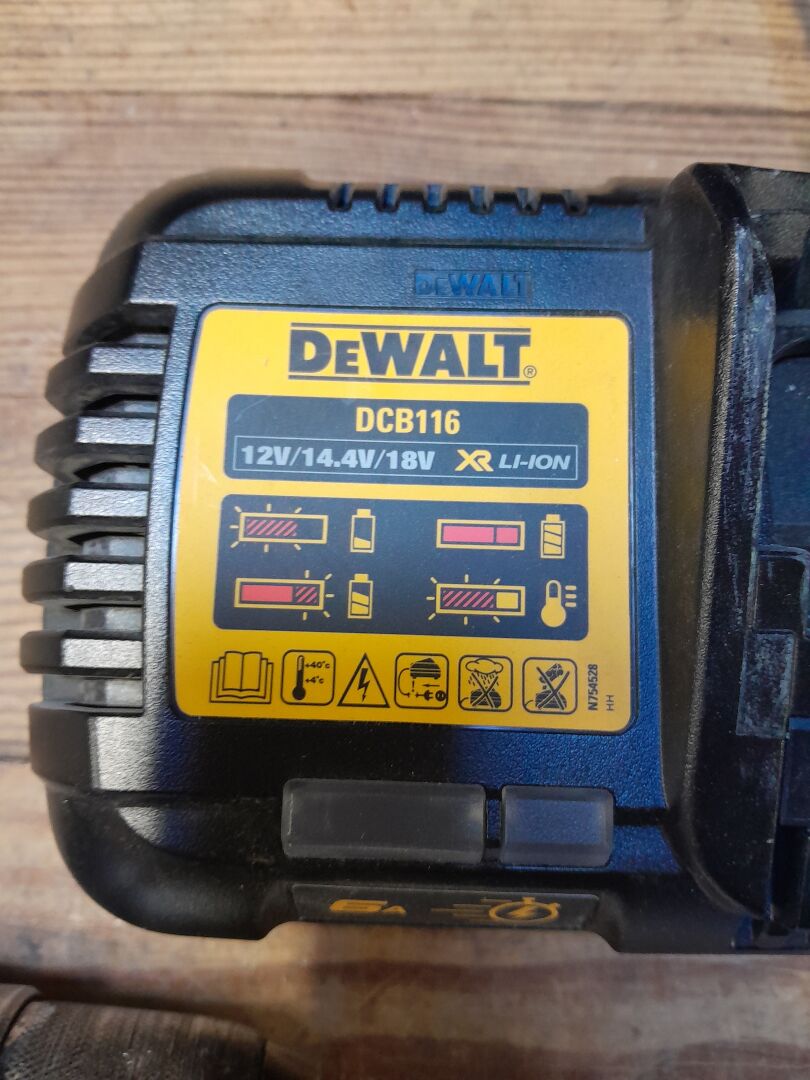 DEWALT
DEWALT®
DCB116
12V/14.4V/18V XR LI-ION
+40°c
+4°c
N754528
HH
6A